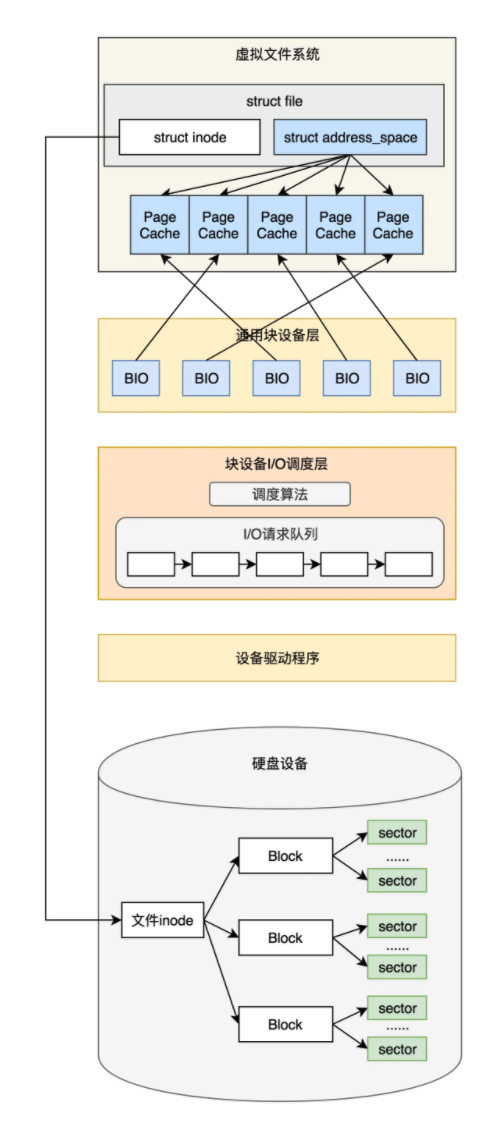 虚拟文件系统
struct file
struct inode
struct address_space
Page
Cache
Page
Cache
Page
Cache
Page
Cache
Page
Cache
通用块设备层
BIO
BIO
BIO
BIO
BIO
块设备I/O调度层
调度算法
I/O请求队列
设备驱动程序
硬盘设备
文件inode
Block
sector
......
sector
Block
sector
......
sector
Block
sector
......
sector